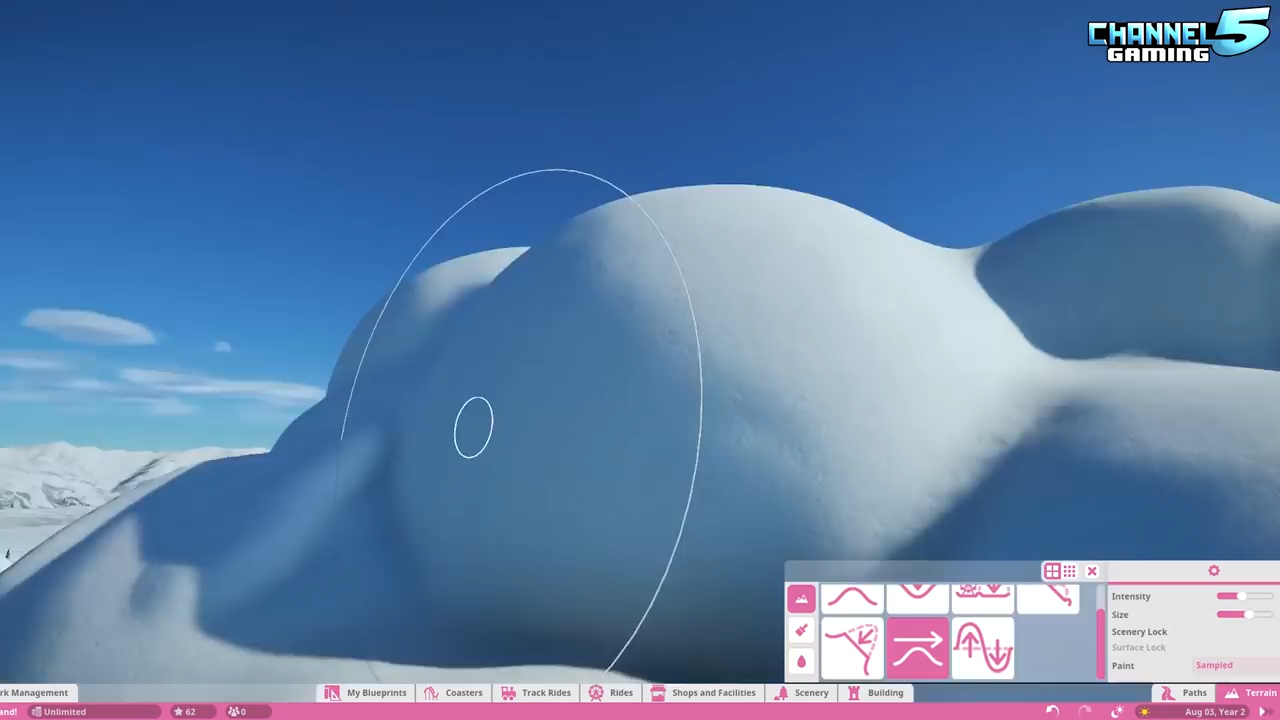 CHANNEL 5
GAMING
Intensity
Size
Scenery Lock
Surface Lock
Paint Sampled
rk Management
My Blueprints
Coasters
Track Rides
Rides
Shops and Facilities
Scenery
Building
Paths
Terrain
and!
Unlimited
62
0
Aug 03, Year 2